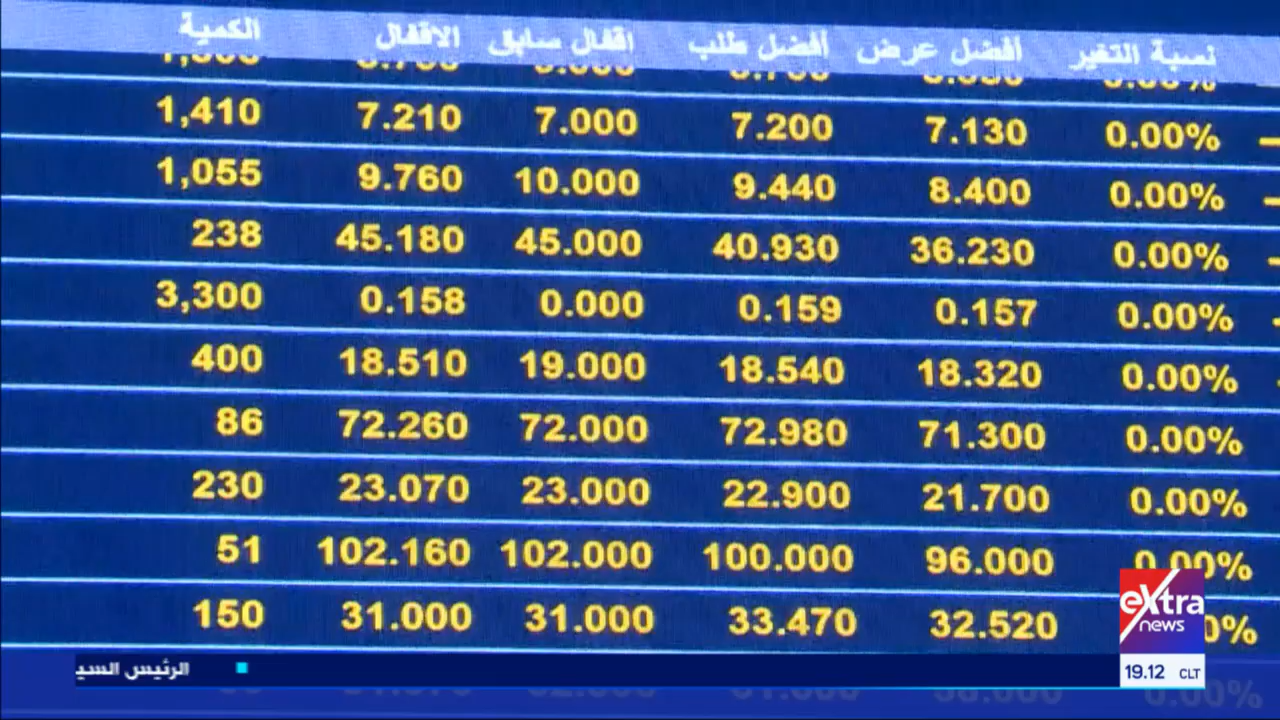 نسبة التغير أفضل عرض أفضل طلب اقفال سابق الاقفال الكمية
0.00% 7.130 7.200 7.000 7.210 1,410
0.00% 8.400 9.440 10.000 9.760 1,055
0.00% 36.230 40.930 45.000 45.180 238
0.00% 0.157 0.159 0.000 0.158 3,300
0.00% 18.320 18.540 19.000 18.510 400
0.00% 71.300 72.980 72.000 72.260 86
0.00% 21.700 22.900 23.000 23.070 230
0.00% 96.000 100.000 102.000 102.160 51
0% 32.520 33.470 31.000 31.000 150
eXtra
news
الرئيس السي
19.12 CLT